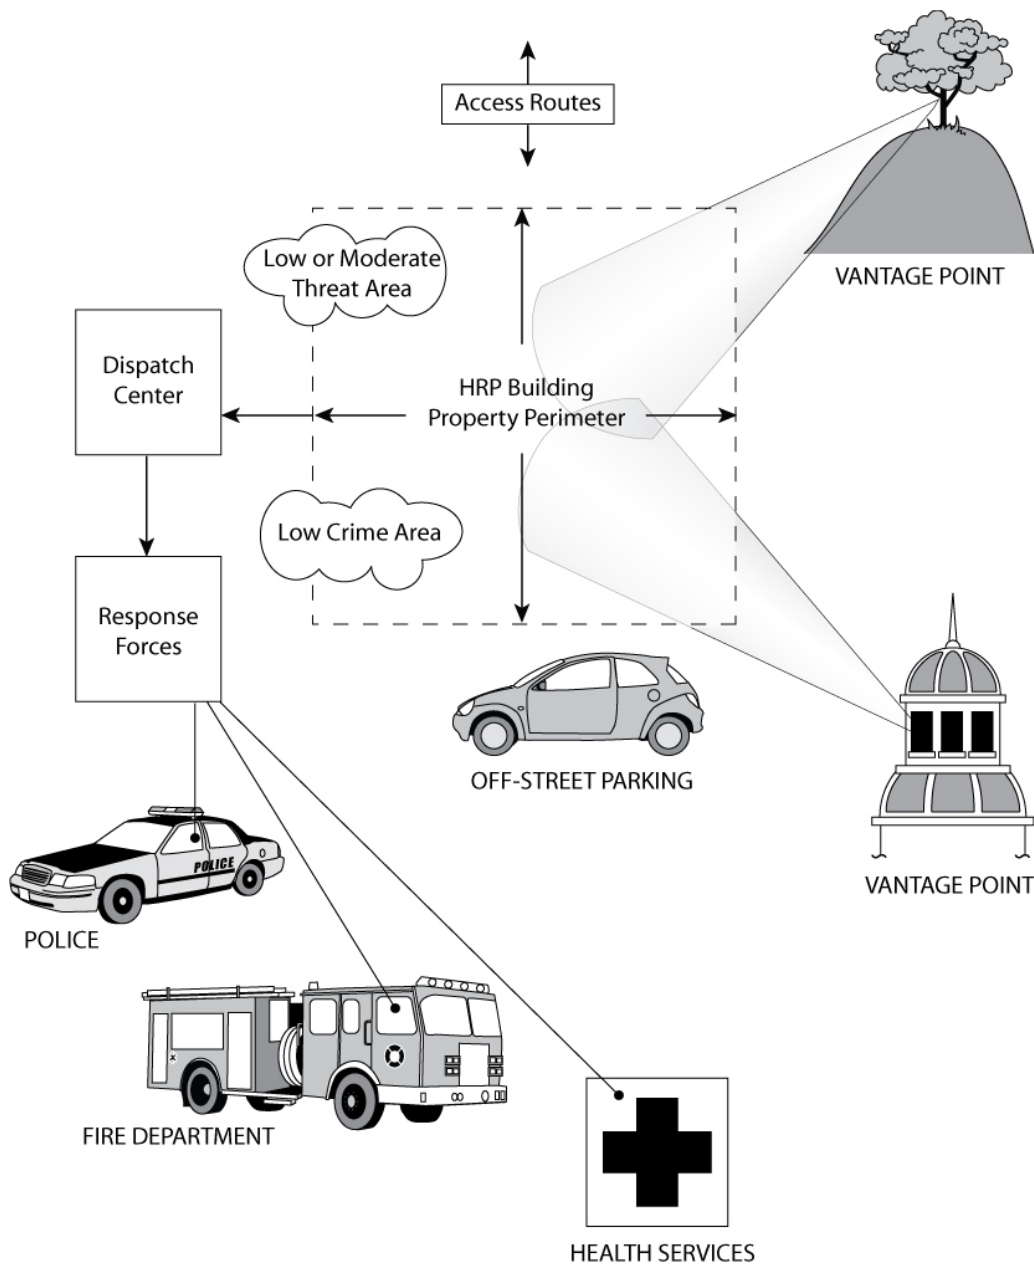 Access Routes
VANTAGE POINT
Low or Moderate
Threat Area
Dispatch
Center
HRP Building
Property Perimeter
Low Crime Area
Response
Forces
OFF-STREET PARKING
VANTAGE POINT
POLICE
POLICE
FIRE DEPARTMENT
HEALTH SERVICES